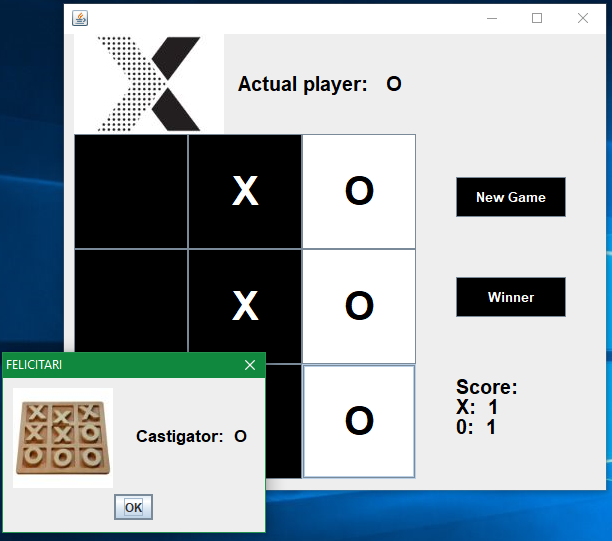 Actual player: O
X O
New Game
X O
Winner
O
Score:
X: 1
0: 1
FELICITARI
Castigator: O
OK